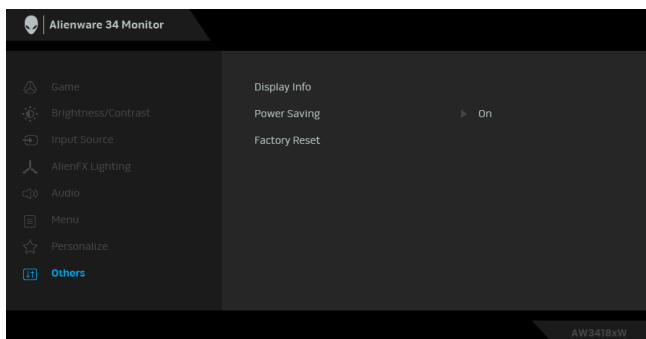 Alienware 34 Monitor
Game
Display Info
Brightness/Contrast
Power Saving
On
Input Source
Factory Reset
AlienFX Lighting
Audio
Menu
Personalize
Others
AW3418xW